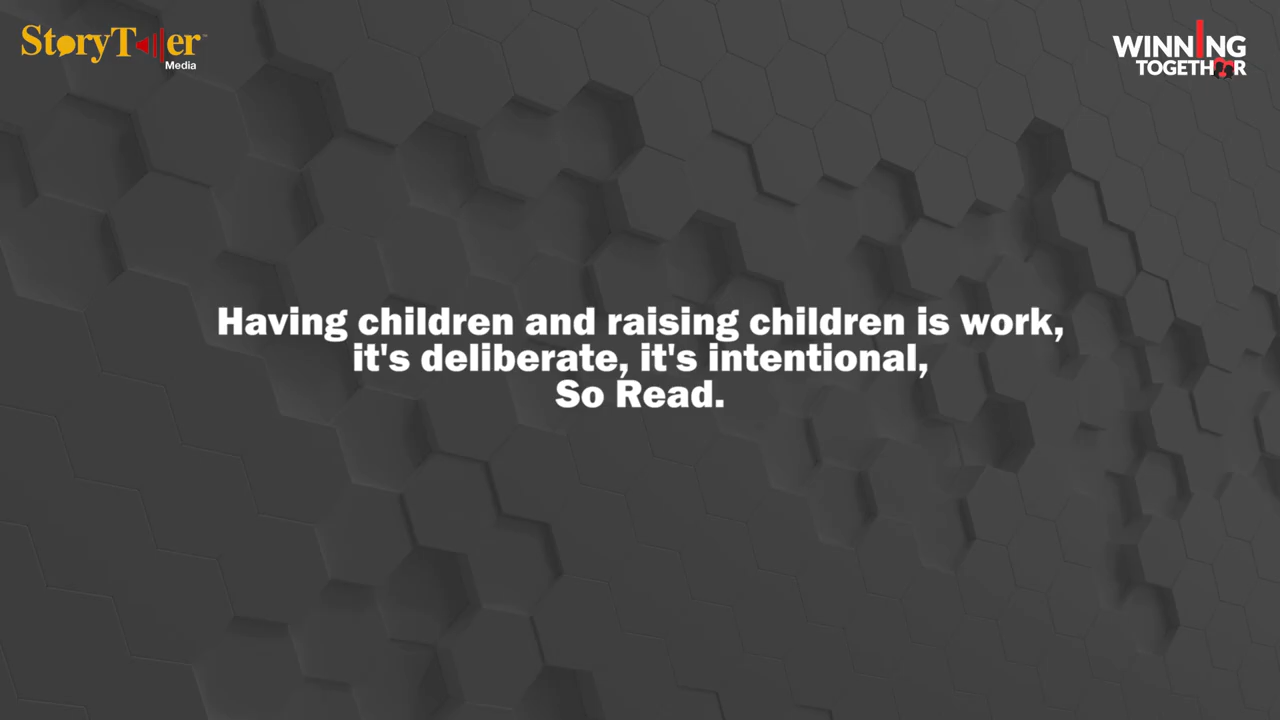 StoryTeller
Media
WINNING
TOGETHER
Having children and raising children is work,
it's deliberate, it's intentional,
So Read.